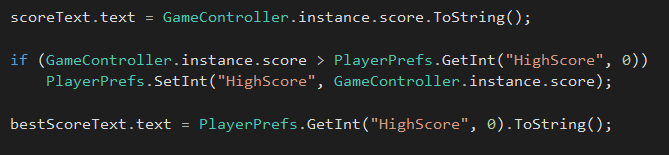 scoreText.text = GameController.instance.score.ToString();
if (GameController.instance.score > PlayerPrefs.GetInt("HighScore", 0))
    PlayerPrefs.SetInt("HighScore", GameController.instance.score);
bestScoreText.text = PlayerPrefs.GetInt("HighScore", 0).ToString();